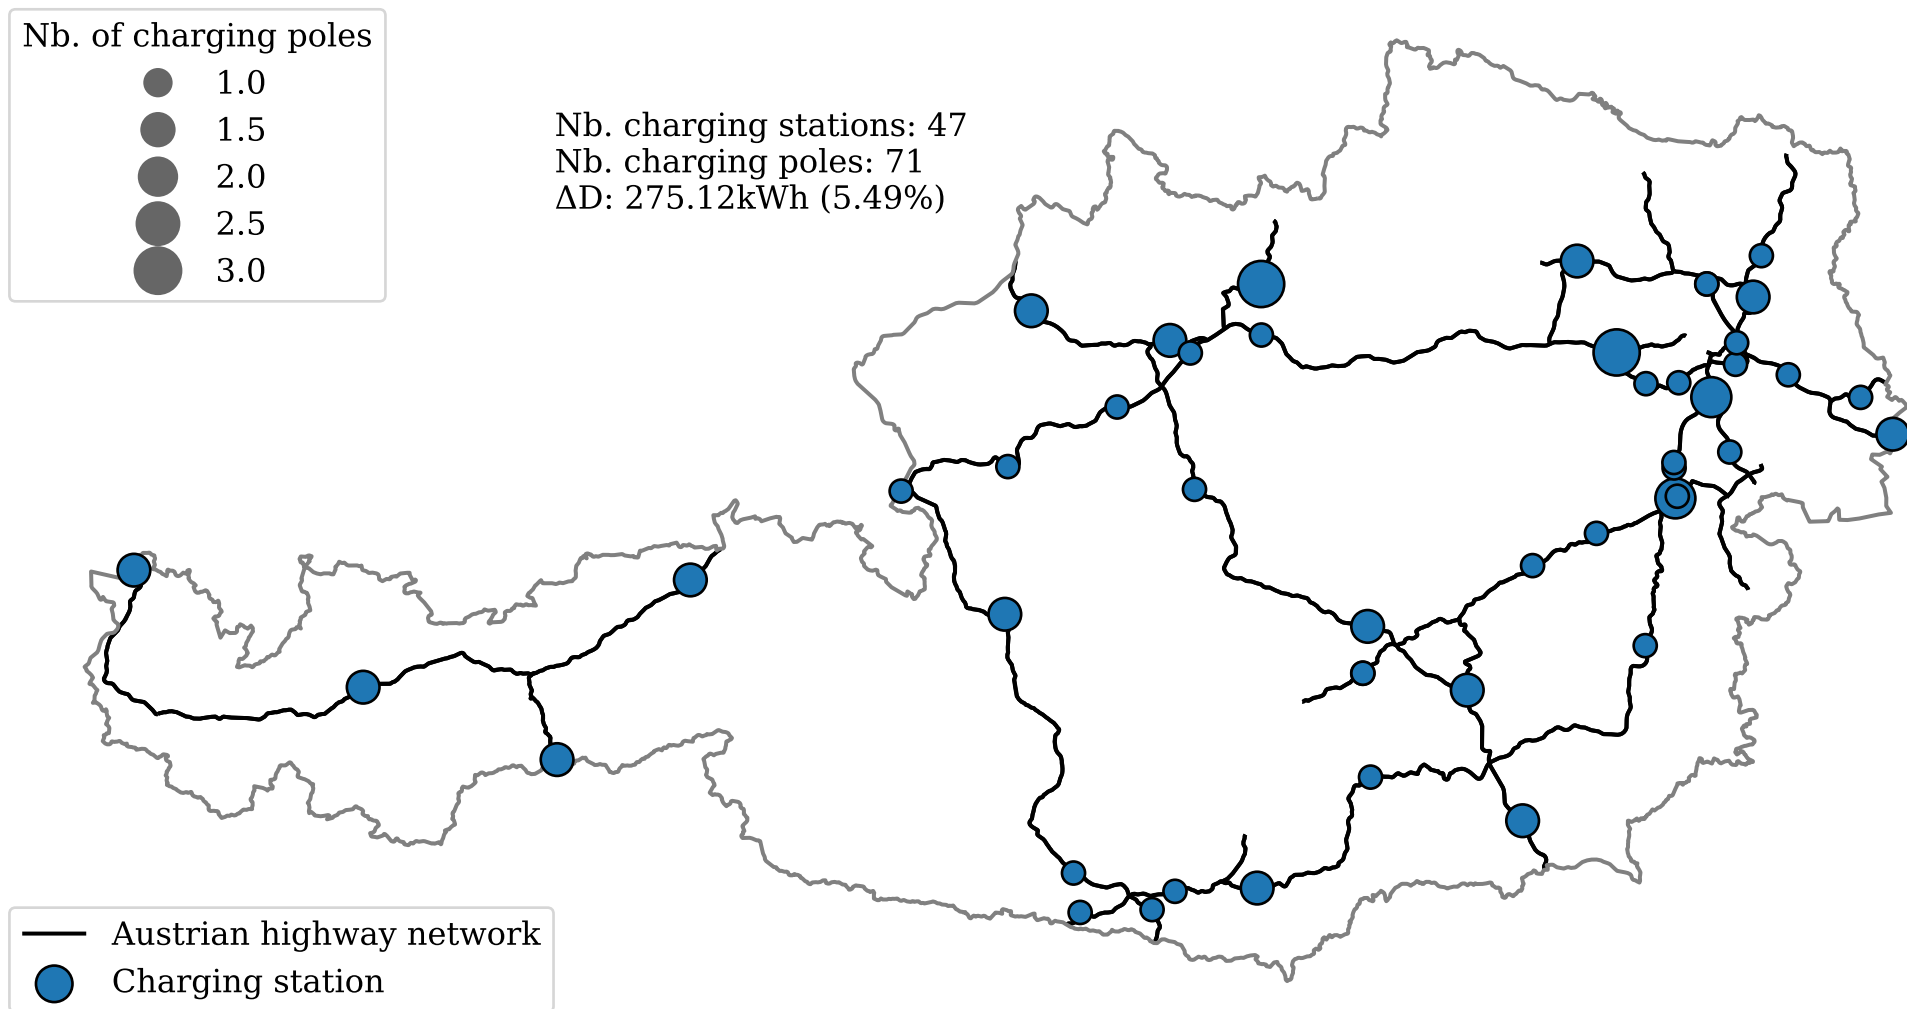 Nb. of charging poles
1.0
1.5
2.0
2.5
3.0
Nb. charging stations: 47
Nb. charging poles: 71
ΔD: 275.12kWh (5.49%)
Austrian highway network
Charging station